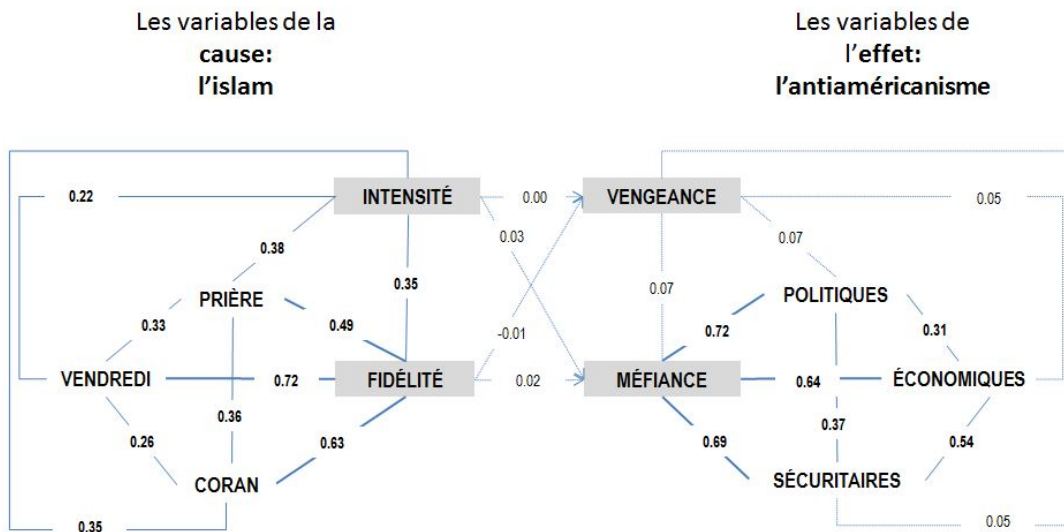 Les variables de la
cause:
l'islam
Les variables de
l'effet:
l'antiaméricanisme
0.22
INTENSITÉ
0.00
VENGEANCE
0.05
0.03
0.38
0.07
0.35
PRIÈRE
0.07
POLITIQUES
0.33
0.49
-0.01
0.72
0.31
VENDREDI
0.72
FIDÉLITÉ
0.02
MÉFIANCE
0.64
ÉCONOMIQUES
0.36
0.37
0.26
0.63
0.69
0.54
CORAN
SÉCURITAIRES
0.35
0.05